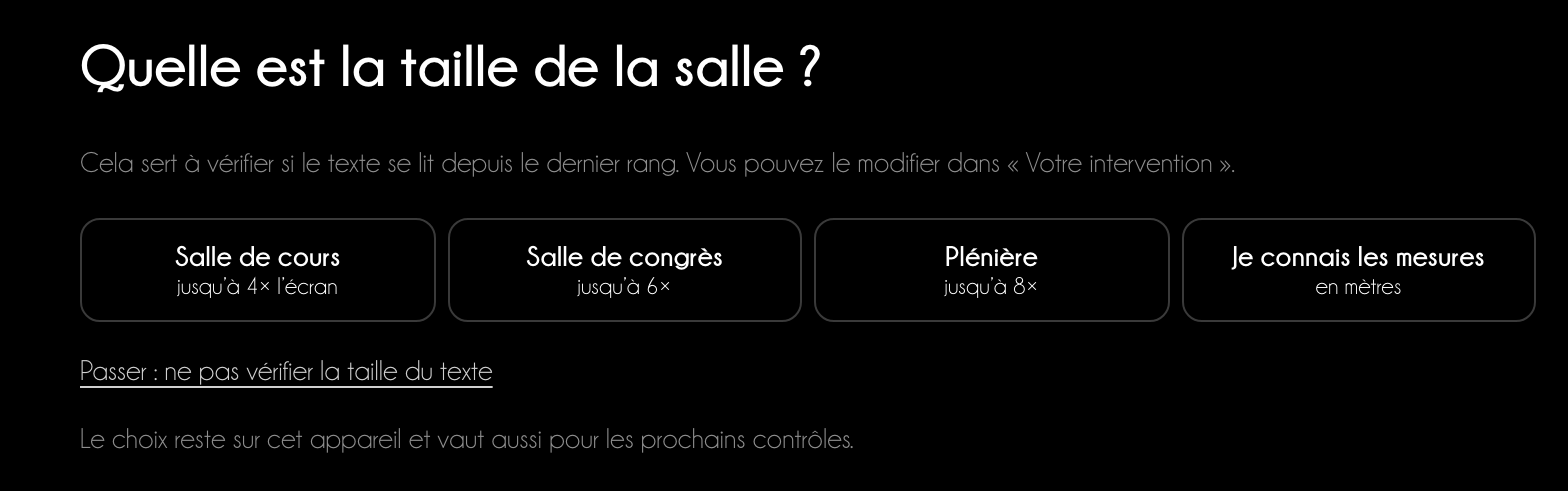 Quelle est la taille de la salle ?
Cela sert à vérifier si le texte se lit depuis le dernier rang. Vous pouvez le modifier dans « Votre intervention ».
Salle de cours
jusqu’à 4× l’écran
Salle de congrès
jusqu’à 6×
Plénière
jusqu’à 8×
Je connais les mesures
en mètres
Passer : ne pas vérifier la taille du texte
Le choix reste sur cet appareil et vaut aussi pour les prochains contrôles.